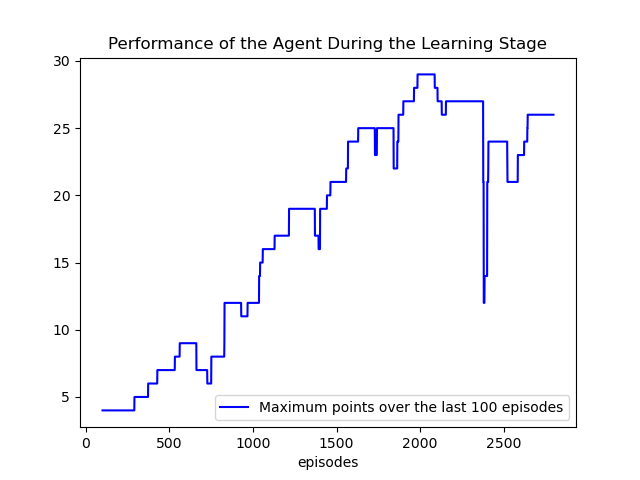 Performance of the Agent During the Learning Stage
30
25
20
15
10
5
Maximum points over the last 100 episodes
0 500 1000 1500 2000 2500
episodes